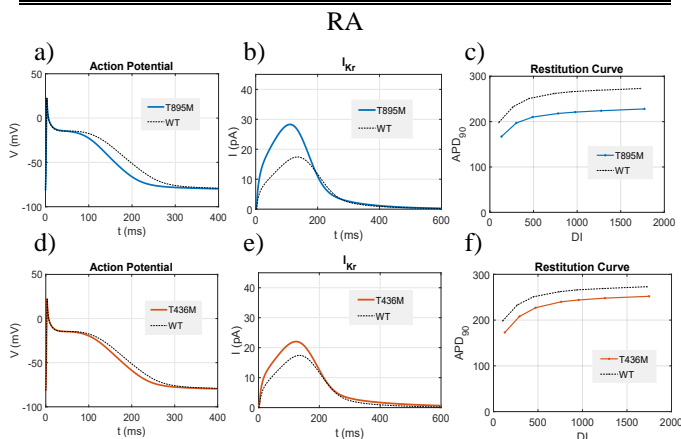 RA
a)
Action Potential
50
0
-50
-100
V (mV)
0 100 200 300 400
t (ms)
T895M
WT
b)
I_Kr
40
30
20
10
0
I (pA)
0 200 400 600
t (ms)
T895M
WT
c)
Restitution Curve
300
200
100
0
APD_90
0 500 1000 1500 2000
DI
T895M
WT
d)
Action Potential
50
0
-50
-100
V (mV)
0 100 200 300 400
t (ms)
T436M
WT
e)
I_Kr
40
30
20
10
0
I (pA)
0 200 400 600
t (ms)
T436M
WT
f)
Restitution Curve
300
200
100
0
APD_90
0 500 1000 1500 2000
DI
T436M
WT